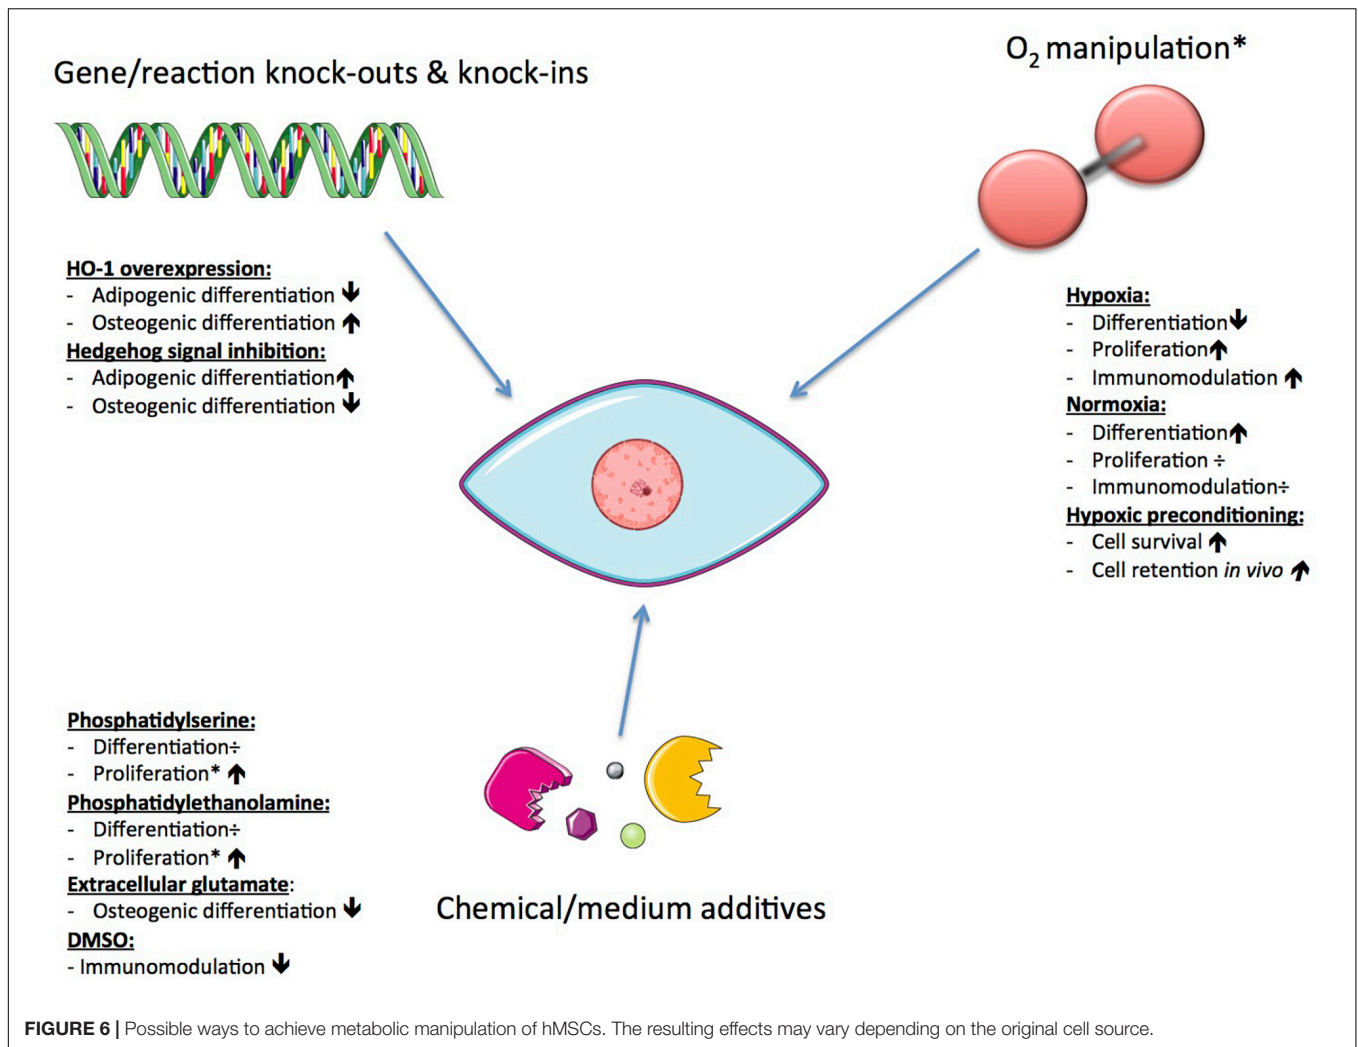 Gene/reaction knock-outs & knock-ins
O₂ manipulation*
HO-1 overexpression:
- Adipogenic differentiation ↓
- Osteogenic differentiation ↑
Hedgehog signal inhibition:
- Adipogenic differentiation↑
- Osteogenic differentiation ↓
Hypoxia:
- Differentiation↓
- Proliferation↑
- Immunomodulation ↑
Normoxia:
- Differentiation↑
- Proliferation ÷
- Immunomodulation÷
Hypoxic preconditioning:
- Cell survival ↑
- Cell retention in vivo ↑
Phosphatidylserine:
- Differentiation÷
- Proliferation* ↑
Phosphatidylethanolamine:
- Differentiation÷
- Proliferation* ↑
Extracellular glutamate:
- Osteogenic differentiation ↓
DMSO:
- Immunomodulation ↓
Chemical/medium additives
FIGURE 6 | Possible ways to achieve metabolic manipulation of hMSCs. The resulting effects may vary depending on the original cell source.